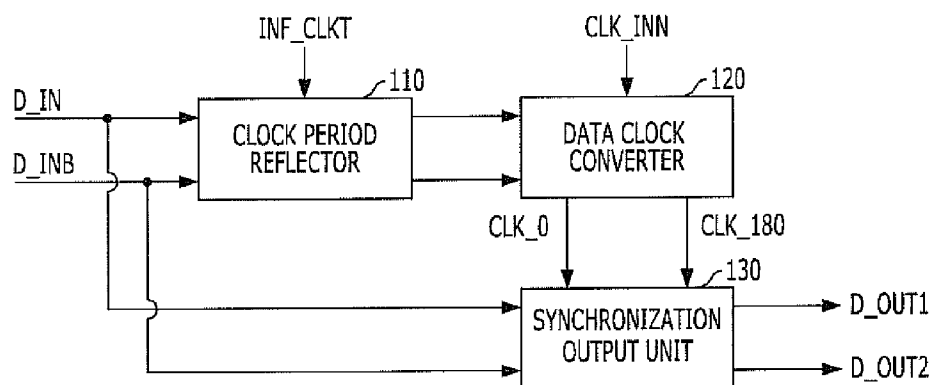 INF_CLKT
CLK_INN
110
120
D_IN
CLOCK PERIOD
REFLECTOR
DATA CLOCK
CONVERTER
D_INB
CLK_0
CLK_180
130
SYNCHRONIZATION
OUTPUT UNIT
D_OUT1
D_OUT2